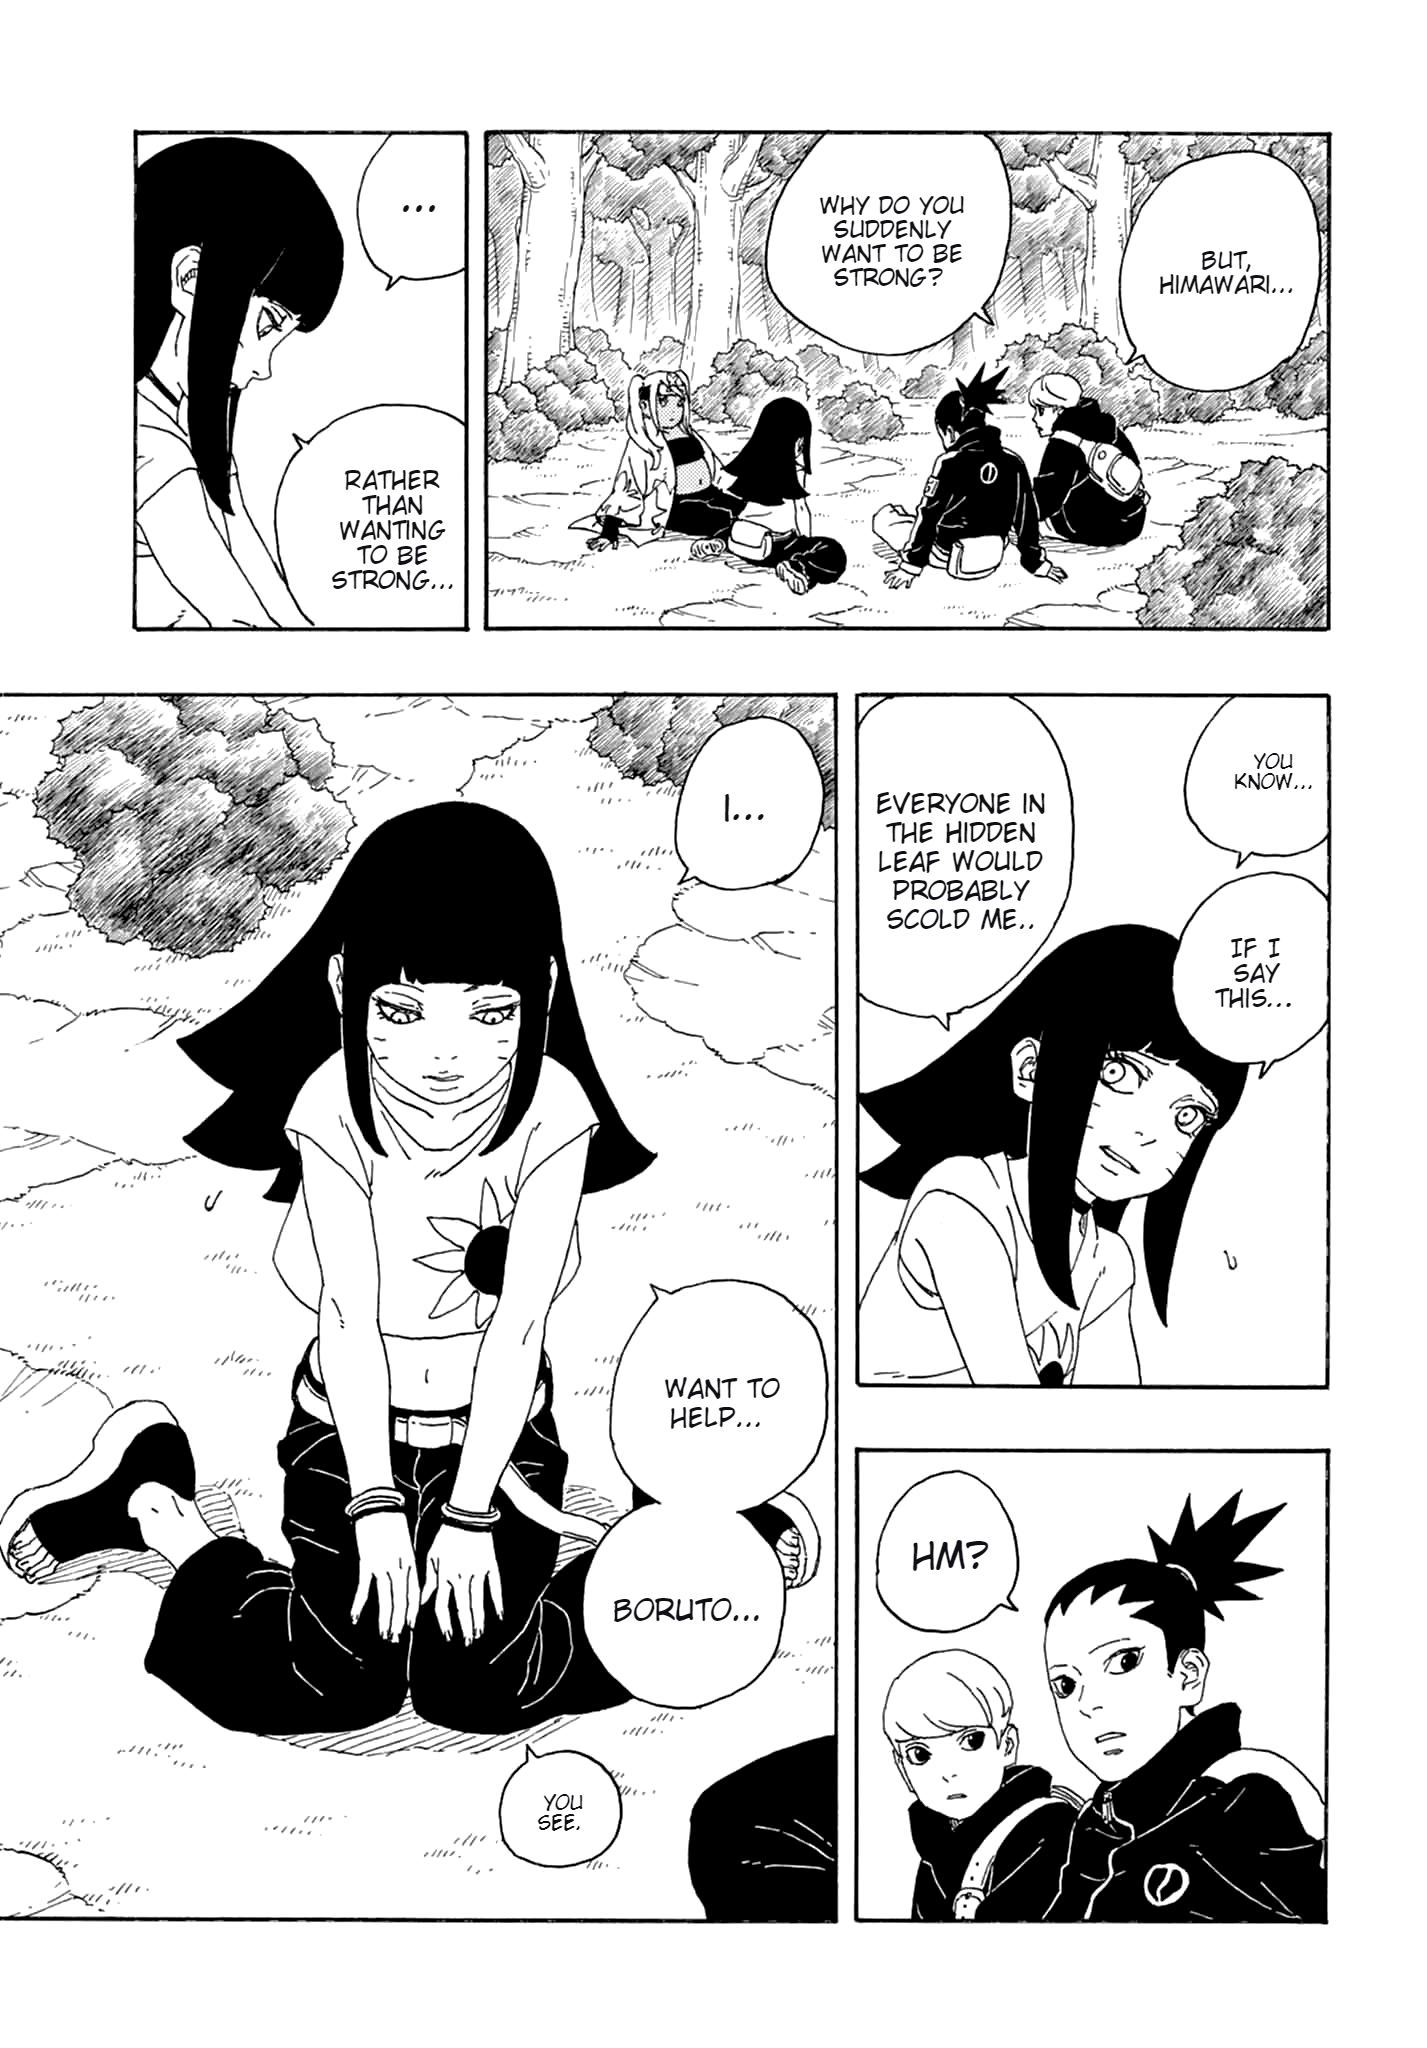 BUT,
HIMAWARI...
WHY DO YOU
SUDDENLY
WANT TO BE
STRONG?
...
RATHER
THAN
WANTING
TO BE
STRONG...
YOU
KNOW...
IF I
SAY
THIS...
EVERYONE IN
THE HIDDEN
LEAF WOULD
PROBABLY
SCOLD ME..
HM?
I...
WANT TO
HELP...
BORUTO...
YOU
SEE.